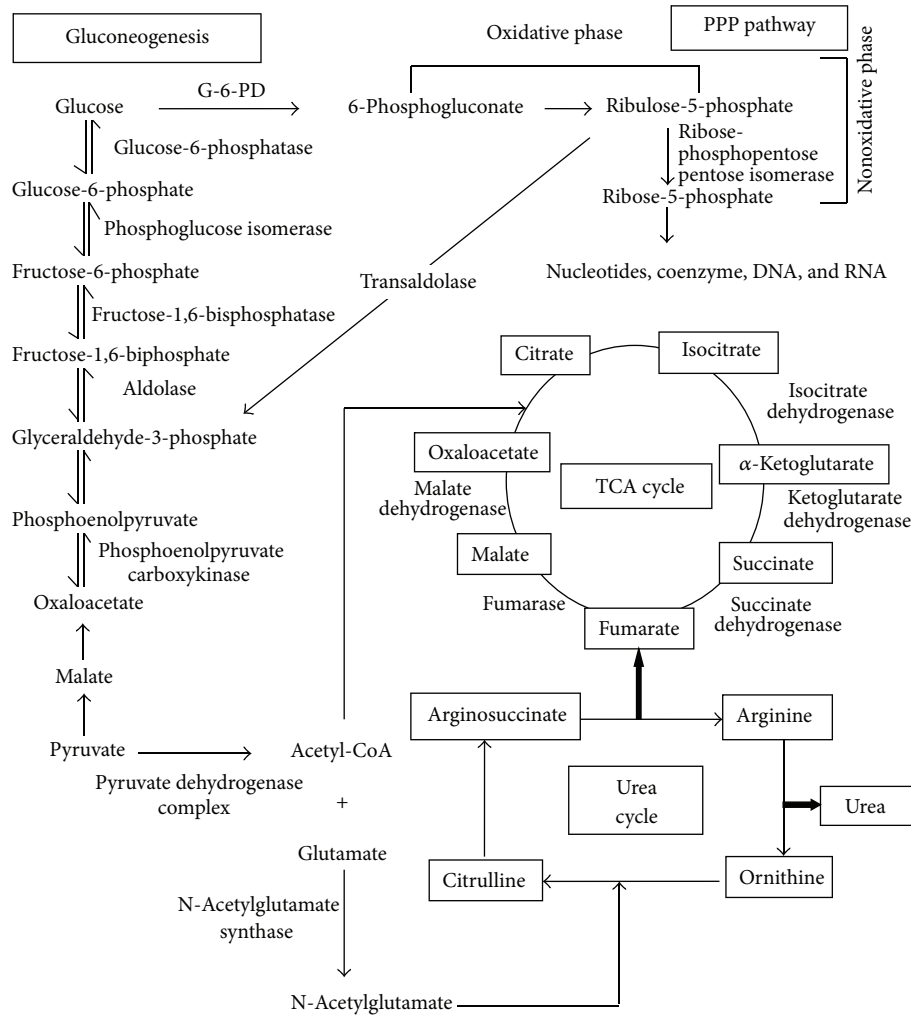 Gluconeogenesis
Oxidative phase
PPP pathway
Nonoxidative phase
Glucose
G-6-PD
6-Phosphogluconate
Ribulose-5-phosphate
Glucose-6-phosphatase
Ribose-
phosphopentose
pentose isomerase
Glucose-6-phosphate
Ribose-5-phosphate
Phosphoglucose isomerase
Fructose-6-phosphate
Transaldolase
Nucleotides, coenzyme, DNA, and RNA
Fructose-1,6-bisphosphatase
Fructose-1,6-biphosphate
Aldolase
Glyceraldehyde-3-phosphate
Phosphoenolpyruvate
Phosphoenolpyruvate
carboxykinase
Oxaloacetate
Malate
Pyruvate
Pyruvate dehydrogenase
complex
Acetyl-CoA
+
Glutamate
N-Acetylglutamate
synthase
N-Acetylglutamate
Citrate
Isocitrate
Isocitrate
dehydrogenase
Oxaloacetate
α-Ketoglutarate
TCA cycle
Malate
dehydrogenase
Ketoglutarate
dehydrogenase
Malate
Succinate
Fumarase
Succinate
dehydrogenase
Fumarate
Arginosuccinate
Arginine
Urea
cycle
Urea
Citrulline
Ornithine